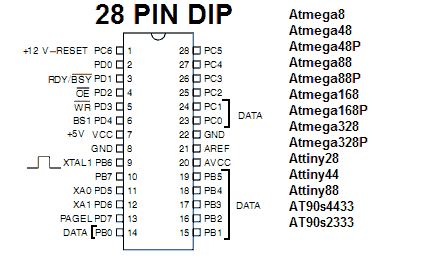 28 PIN DIP
+12 V-RESET PC6 1 28 PC5
PD0 2 27 PC4
RDY/BSY PD1 3 26 PC3
OE PD2 4 25 PC2
WR PD3 5 24 PC1
BS1 PD4 6 23 PC0
DATA
+5V VCC 7 22 GND
GND 8 21 AREF
XTAL1 PB6 9 20 AVCC
PB7 10 19 PB5
XA0 PD5 11 18 PB4
XA1 PD6 12 17 PB3
PAGEL PD7 13 16 PB2
DATA
DATA PB0 14 15 PB1
Atmega8
Atmega48
Atmega48P
Atmega88
Atmega88P
Atmega168
Atmega168P
Atmega328
Atmega328P
Attiny28
Attiny44
Attiny88
AT90s4433
AT90s2333